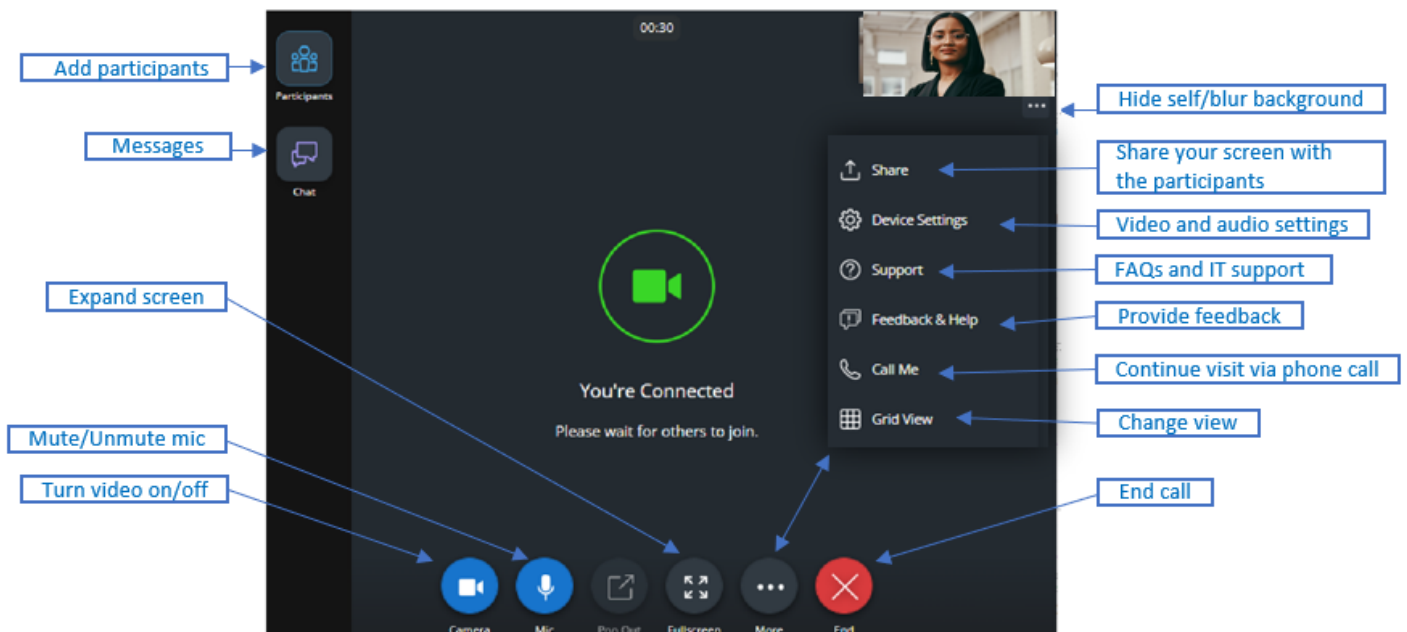 00:30
Add participants
Participants
Hide self/blur background
Messages
Chat
Share
Share your screen with
the participants
Device Settings
Video and audio settings
Support
FAQs and IT support
Expand screen
Feedback & Help
Provide feedback
Call Me
Continue visit via phone call
You're Connected
Grid View
Change view
Please wait for others to join.
Mute/Unmute mic
Turn video on/off
End call
Camera
Mic
Pop Out
Fullscreen
More
End